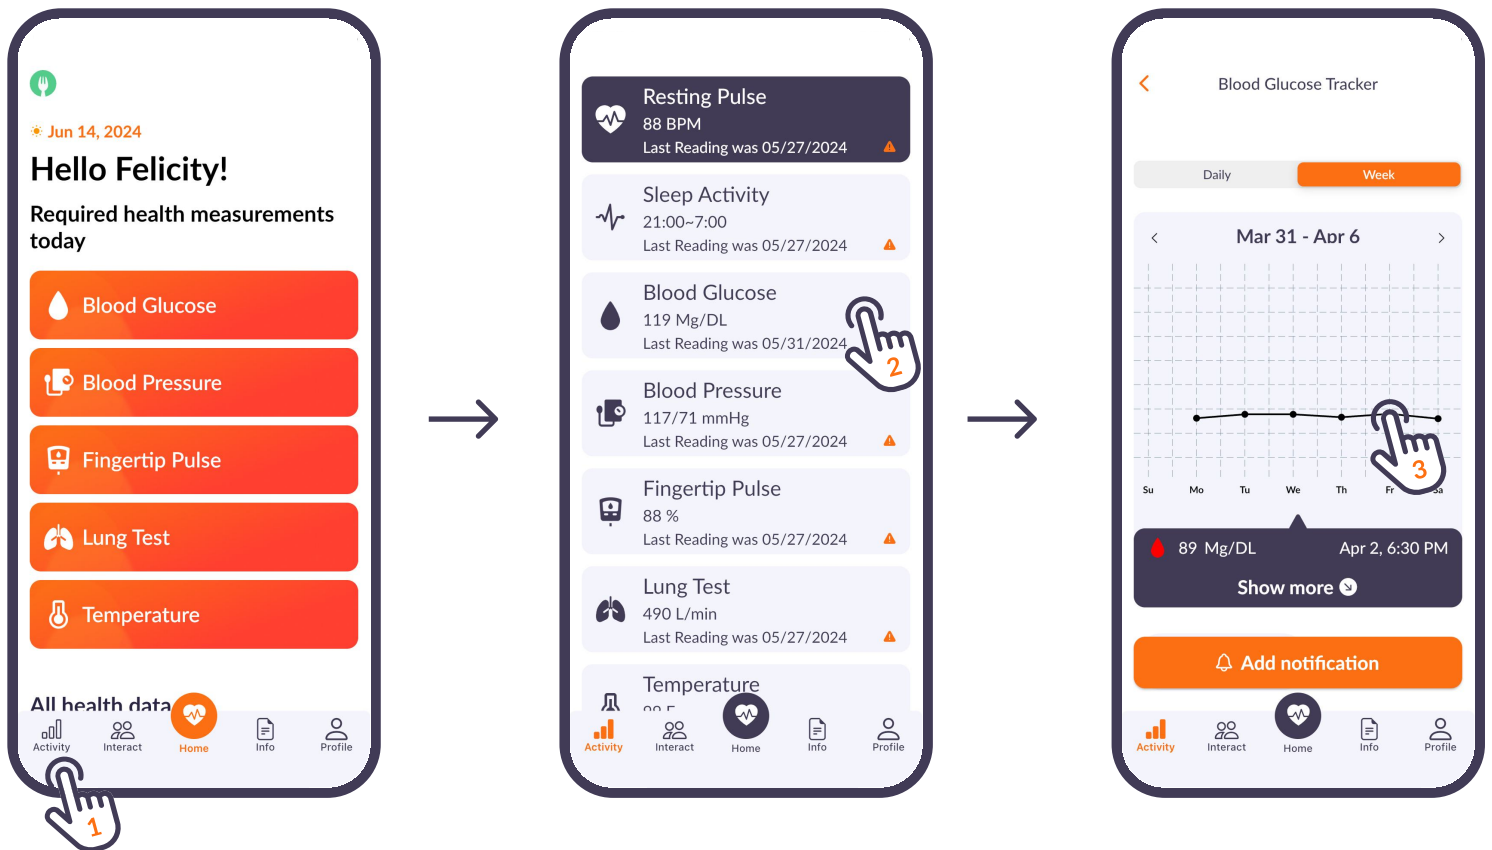 Jun 14, 2024
Hello Felicity!
Required health measurements
today
Blood Glucose
Blood Pressure
Fingertip Pulse
Lung Test
Temperature
All health data
Activity
Interact
Home
Info
Profile
1
Resting Pulse
88 BPM
Last Reading was 05/27/2024
Sleep Activity
21:00~7:00
Last Reading was 05/27/2024
Blood Glucose
119 Mg/DL
Last Reading was 05/31/2024
2
Blood Pressure
117/71 mmHg
Last Reading was 05/27/2024
Fingertip Pulse
88 %
Last Reading was 05/27/2024
Lung Test
490 L/min
Last Reading was 05/27/2024
Temperature
Activity
Interact
Home
Info
Profile
Blood Glucose Tracker
Daily
Week
Mar 31 - Apr 6
Su
Mo
Tu
We
Th
Fr
Sa
3
89 Mg/DL
Apr 2, 6:30 PM
Show more
Add notification
Activity
Interact
Home
Info
Profile